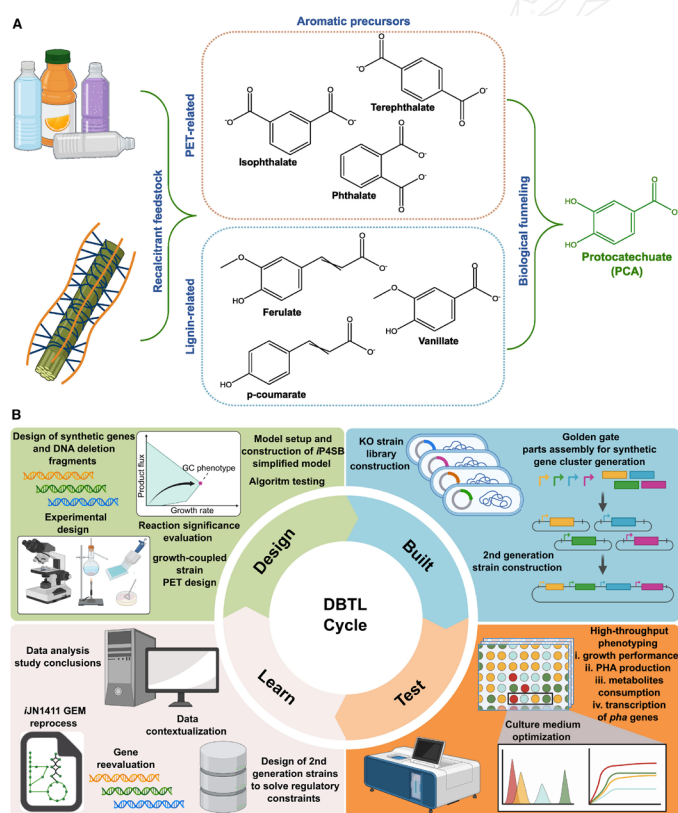 A
Aromatic precursors
Recalcitrant feedstock
PET-related
O
-O
O
O-
Terephthalate
O
-O
O
O-
Isophthalate
O
O-
O-
O
Phthalate
Lignin-related
O
O-
O
HO
Ferulate
O
O-
O
HO
Vanillate
O
O-
HO
p-coumarate
Biological funneling
O
O
HO
OH
Protocatechuate
(PCA)
B
Design of synthetic genes
and DNA deletion
fragments
Experimental
design
Product flux
GC phenotype
Growth rate
Model setup and
construction of iP4SB
simplified model
Algoritm testing
Reaction significance
evaluation
growth-coupled
strain
PET design
KO strain
library
construction
Golden gate
parts assembly for synthetic
gene cluster generation
2nd generation
strain construction
Design
Built
DBTL
Cycle
Learn
Test
Data analysis
study conclusions
Data
contextualization
iJN1411 GEM
reprocess
Gene
reevaluation
Design of 2nd
generation strains
to solve regulatory
constraints
High-throughput
phenotyping
i. growth performance
ii. PHA production
iii. metabolites
consumption
iv. transcription
of pha genes
Culture medium
optimization